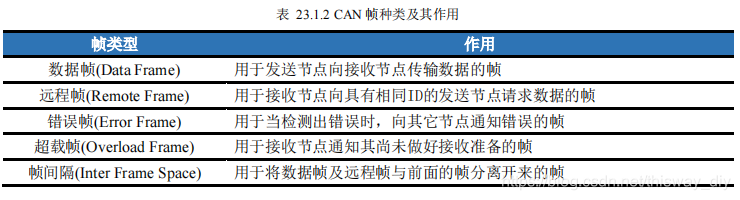 表 23.1.2 CAN 帧种类及其作用
帧类型 作用
数据帧(Data Frame) 用于发送节点向接收节点传输数据的帧
远程帧(Remote Frame) 用于接收节点向具有相同ID的发送节点请求数据的帧
错误帧(Error Frame) 用于当检测出错误时，向其它节点通知错误的帧
超载帧(Overload Frame) 用于接收节点通知其尚未做好接收准备的帧
帧间隔(Inter Frame Space) 用于将数据帧及远程帧与前面的帧分离开来的帧
https://blog.csdn.net/thisway_diy